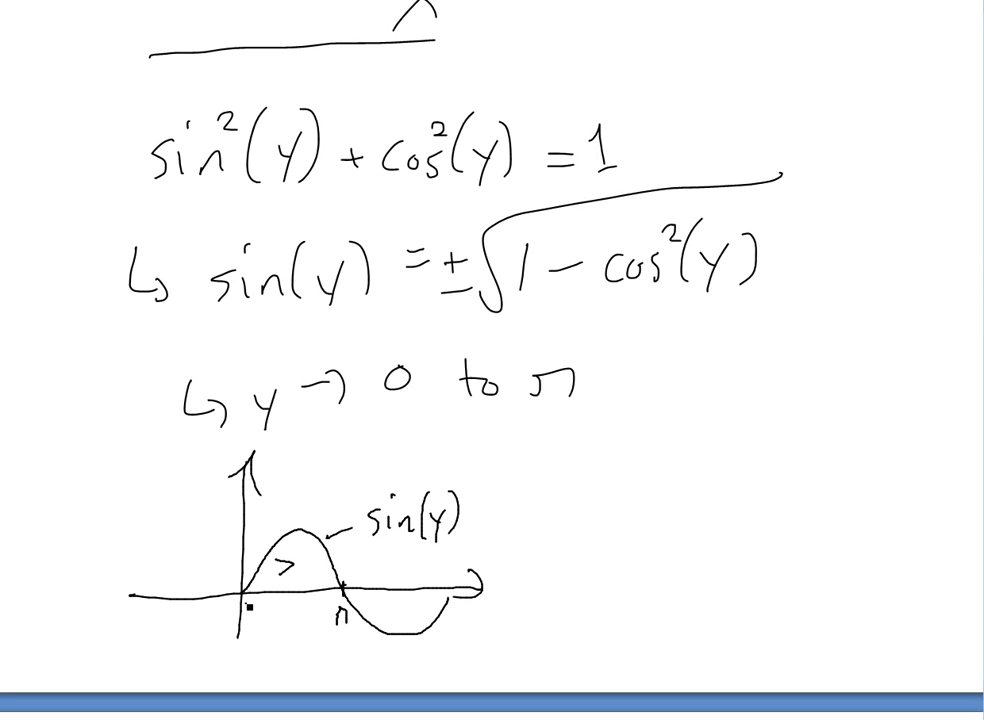 sin²(y) + cos²(y) = 1
↳ sin(y) = ±√1 - cos²(y)
↳ y → 0 to π
sin(y)
>
π